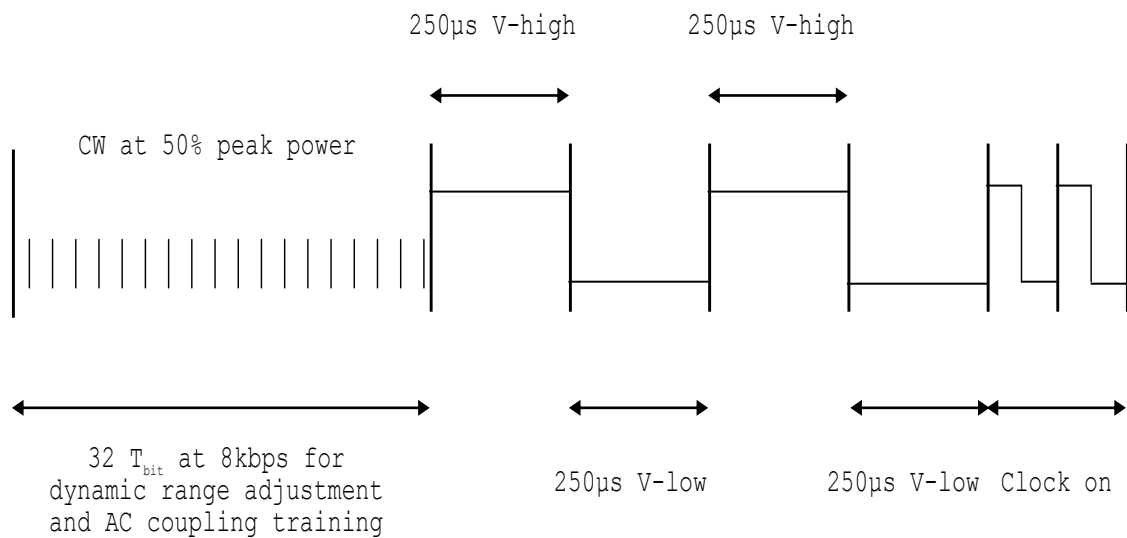 250µs V-high
250µs V-high
CW at 50% peak power
32 Tbit at 8kbps for
dynamic range adjustment
and AC coupling training
250µs V-low
250µs V-low
Clock on